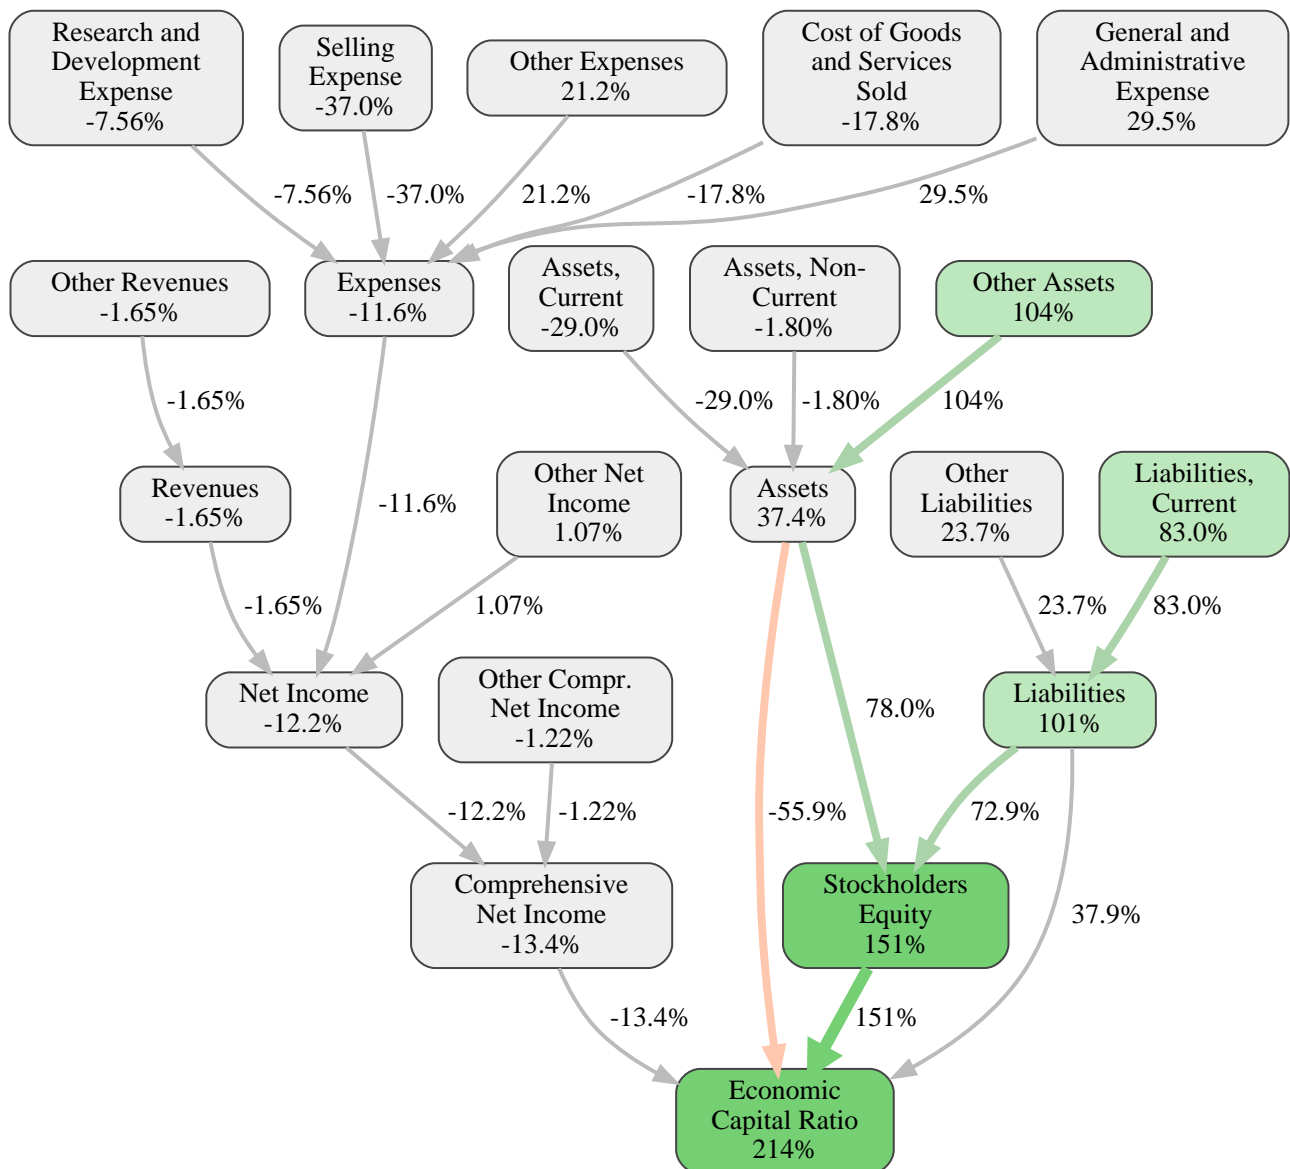 Research and
Development
Expense
-7.56%
Selling
Expense
-37.0%
Other Expenses
21.2%
Cost of Goods
and Services
Sold
-17.8%
General and
Administrative
Expense
29.5%
-7.56%
-37.0%
21.2%
-17.8%
29.5%
Other Revenues
-1.65%
Expenses
-11.6%
Assets,
Current
-29.0%
Assets, Non-
Current
-1.80%
Other Assets
104%
-1.65%
-29.0%
-1.80%
104%
Revenues
-1.65%
-11.6%
Other Net
Income
1.07%
Assets
37.4%
Other
Liabilities
23.7%
Liabilities,
Current
83.0%
-1.65%
1.07%
23.7%
83.0%
Net Income
-12.2%
Other Compr.
Net Income
-1.22%
78.0%
Liabilities
101%
-12.2%
-1.22%
-55.9%
72.9%
Comprehensive
Net Income
-13.4%
Stockholders
Equity
151%
37.9%
-13.4%
151%
Economic
Capital Ratio
214%